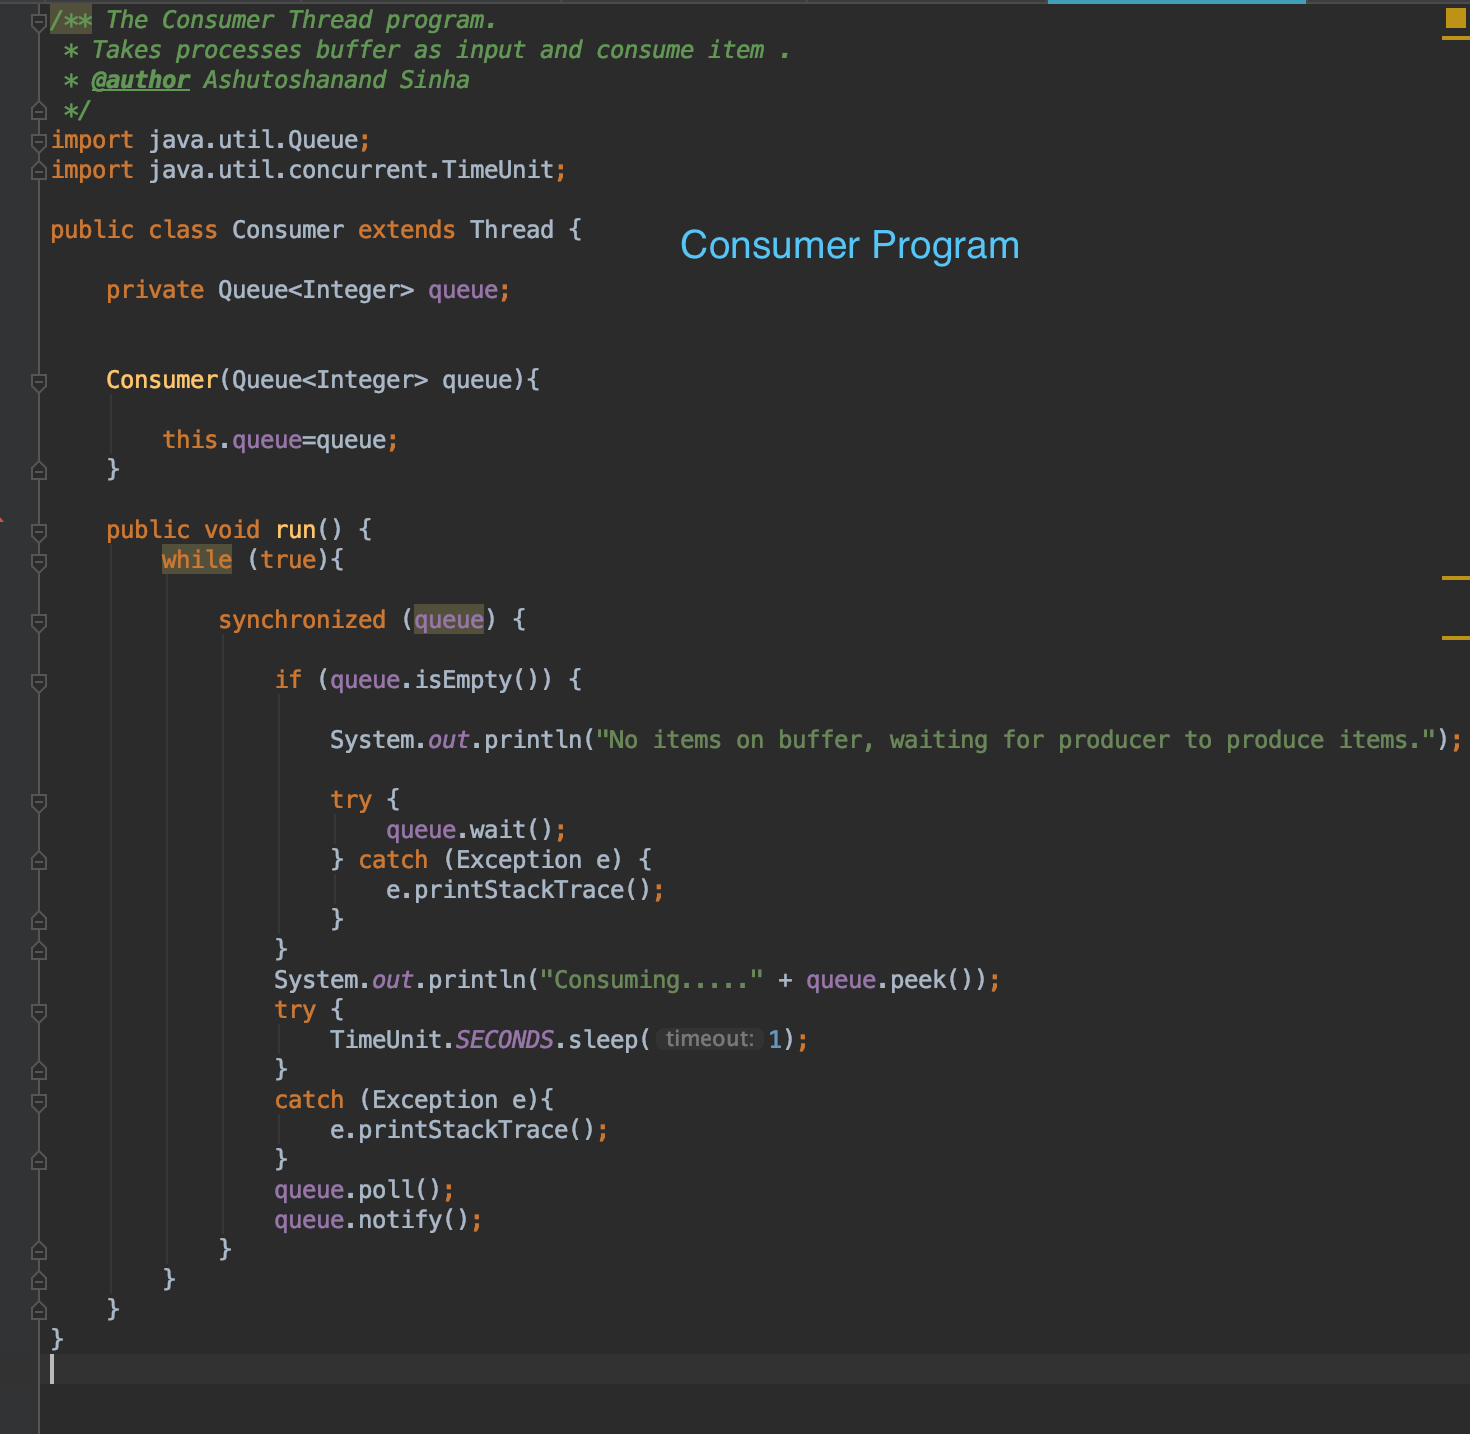 /** The Consumer Thread program.
 * Takes processes buffer as input and consume item .
 * @author Ashutoshanand Sinha
 */
import java.util.Queue;
import java.util.concurrent.TimeUnit;
public class Consumer extends Thread {
Consumer Program
    private Queue<Integer> queue;
    Consumer(Queue<Integer> queue){
        this.queue=queue;
    }
    public void run() {
        while (true){
            synchronized (queue) {
                if (queue.isEmpty()) {
                    System.out.println("No items on buffer, waiting for producer to produce items.");
                    try {
                        queue.wait();
                    } catch (Exception e) {
                        e.printStackTrace();
                    }
                }
                System.out.println("Consuming....." + queue.peek());
                try {
                    TimeUnit.SECONDS.sleep( timeout: 1);
                }
                catch (Exception e){
                    e.printStackTrace();
                }
                queue.poll();
                queue.notify();
            }
        }
    }
}